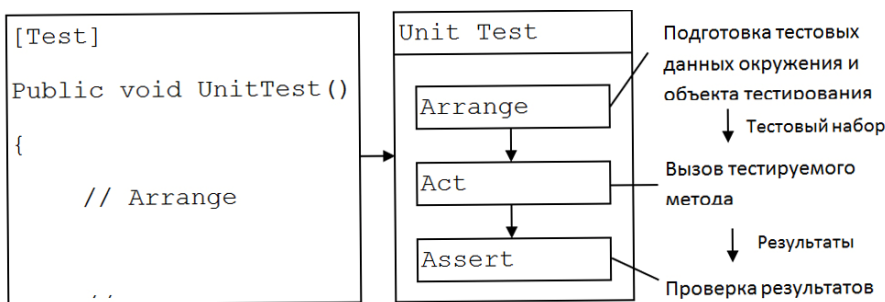 [Test]
Public void UnitTest()
{
// Arrange
//
Unit Test
Arrange
Act
Assert
Подготовка тестовых
данных окружения и
объекта тестирования
Тестовый набор
Вызов тестируемого
метода
Результаты
Проверка результатов